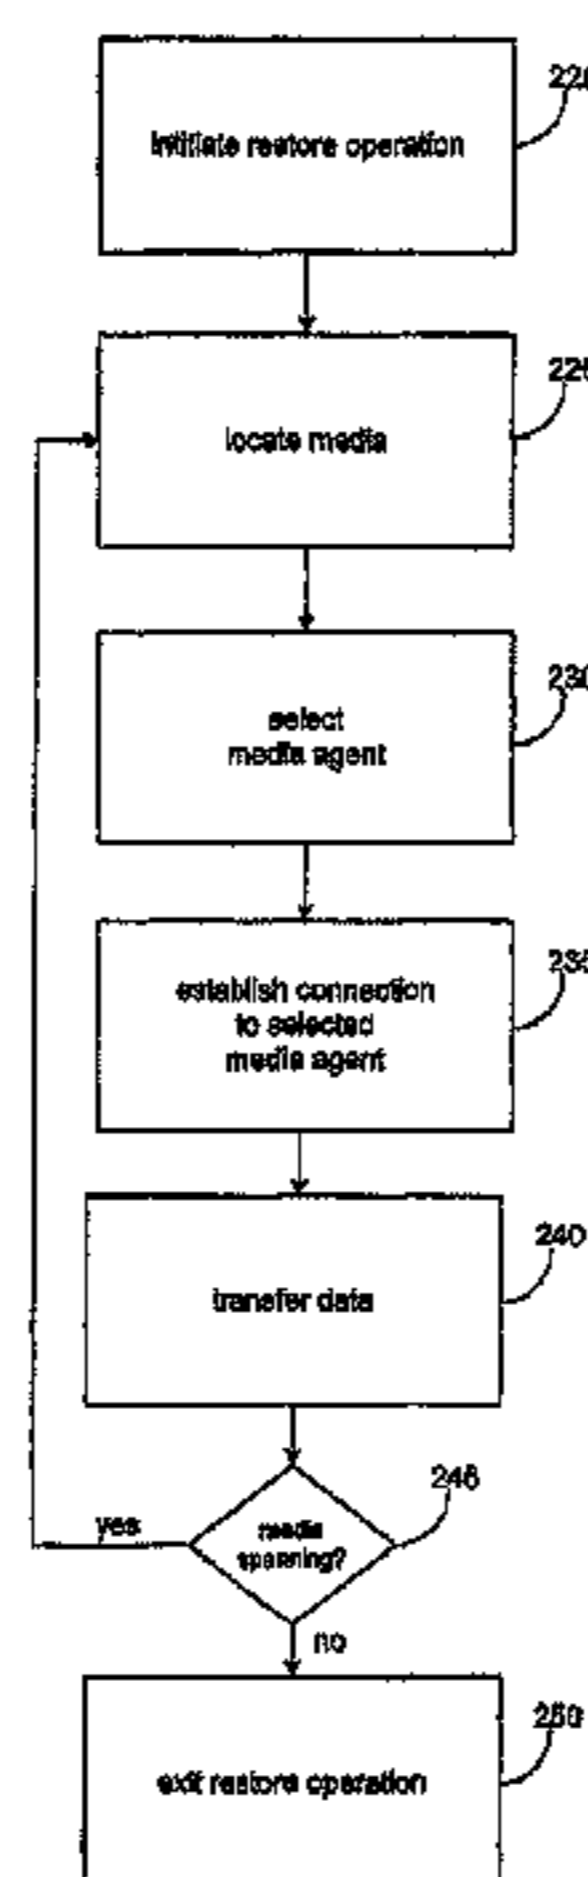 initiate restore operation
220
locate media
225
230
select
media agent
235
establish connection
to selected
media agent
240
transfer data
245
yes
media
spanning?
no
250
exit restore operation